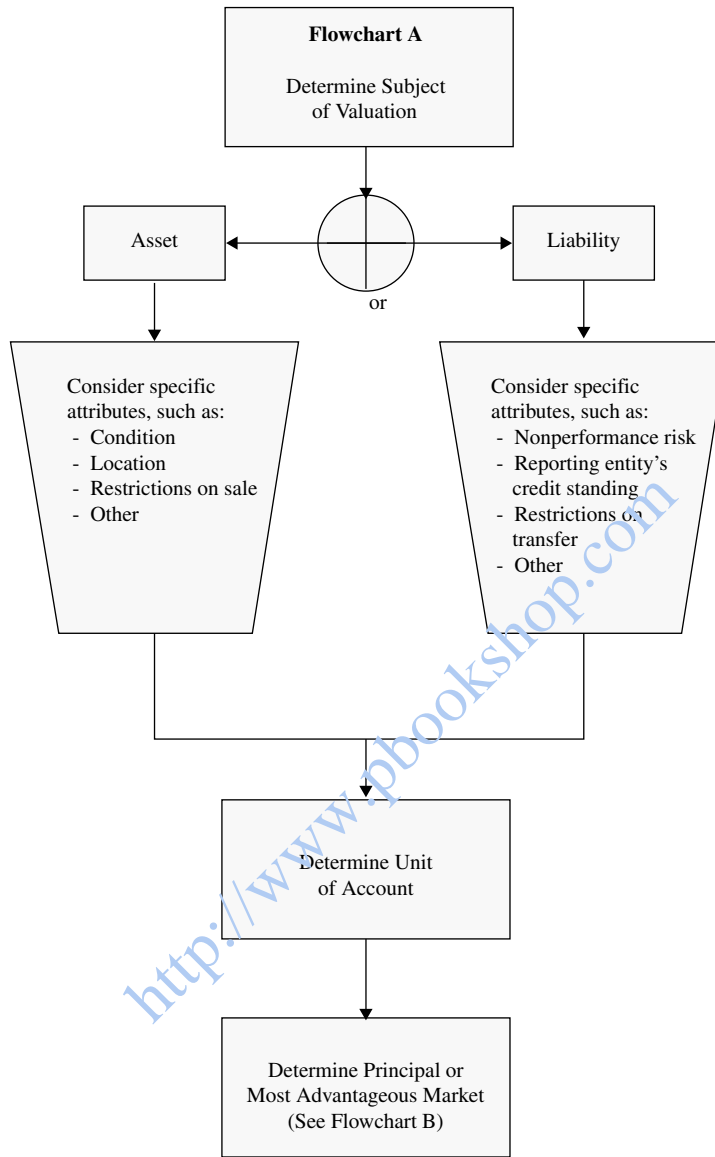 Flowchart A
Determine Subject
of Valuation
Asset
Liability
or
Consider specific
attributes, such as:
- Condition
- Location
- Restrictions on sale
- Other
Consider specific
attributes, such as:
- Nonperformance risk
- Reporting entity's
credit standing
- Restrictions on
transfer
- Other
http://www.pbookshop.com
Determine Unit
of Account
Determine Principal or
Most Advantageous Market
(See Flowchart B)